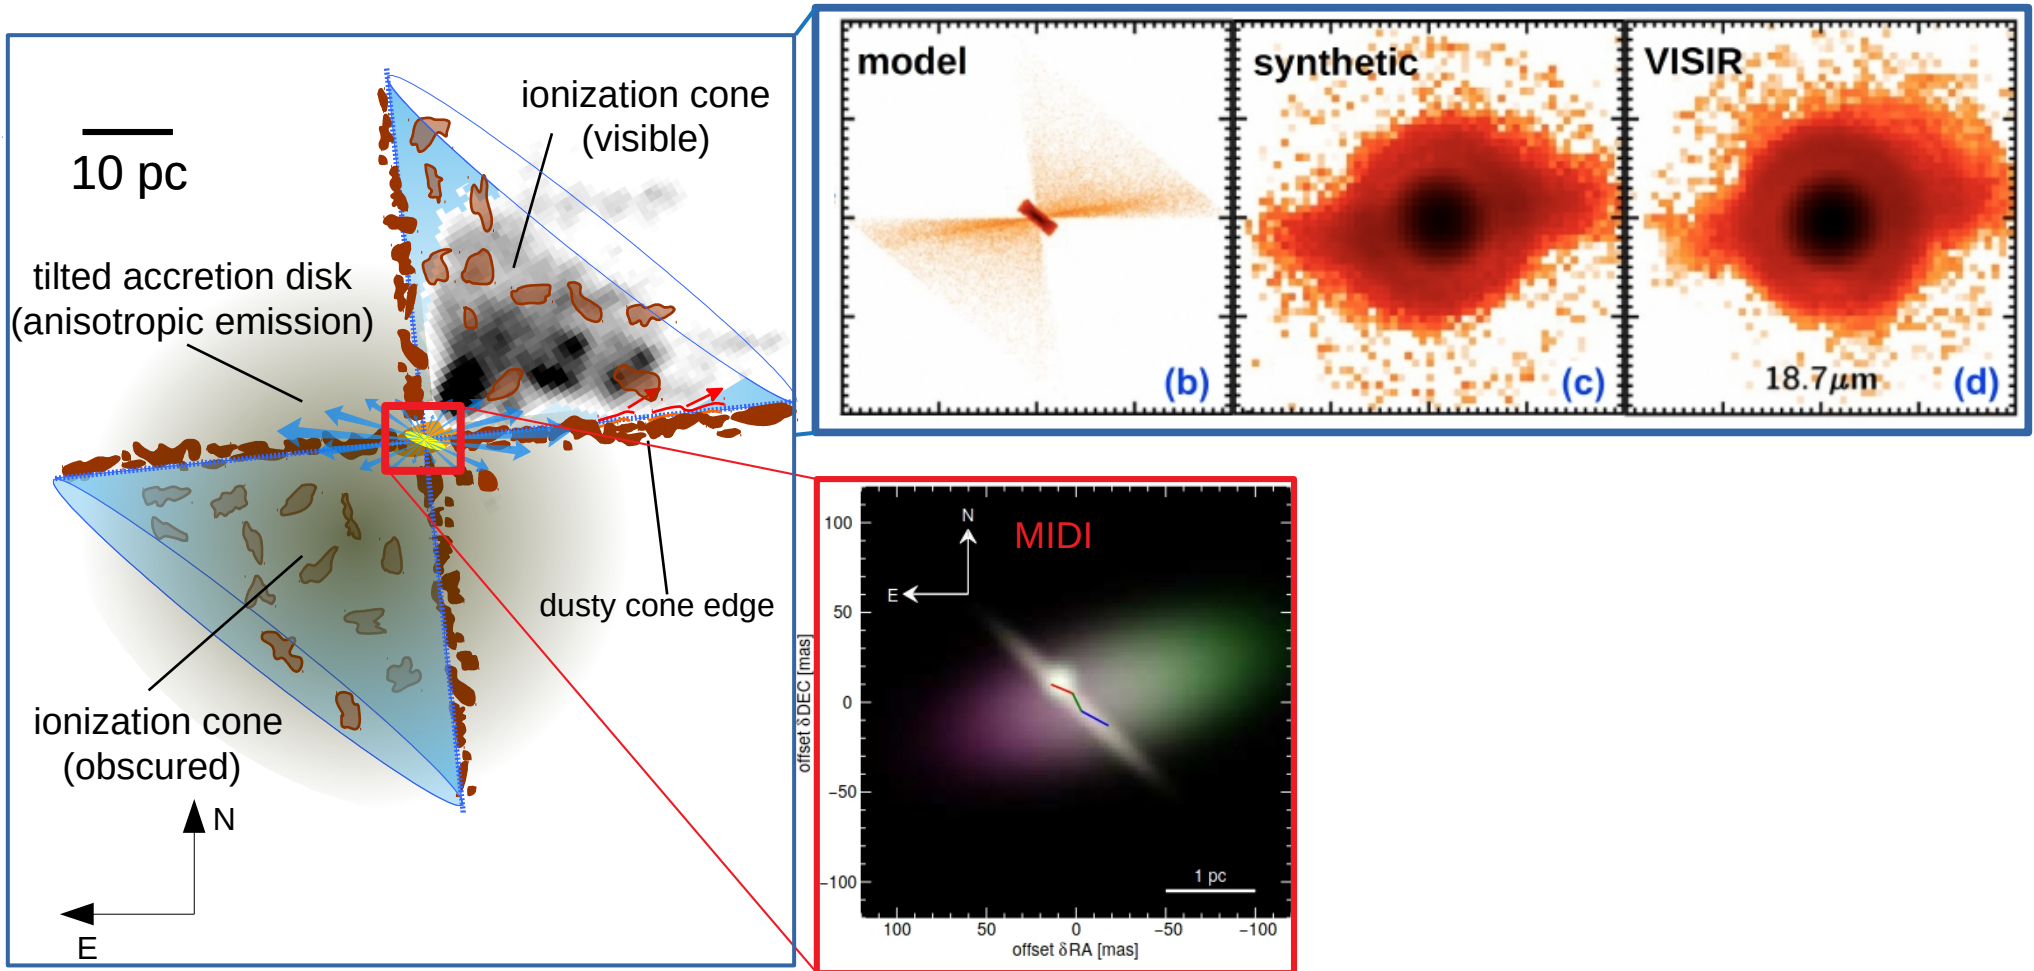 10 pc
ionization cone
(visible)
tilted accretion disk
(anisotropic emission)
dusty cone edge
ionization cone
(obscured)
N
E
model
(b)
synthetic
(c)
VISIR
18.7μm
(d)
MIDI
N
E
1 pc
100
50
0
−50
−100
offset δDEC [mas]
100
50
0
−50
−100
offset δRA [mas]